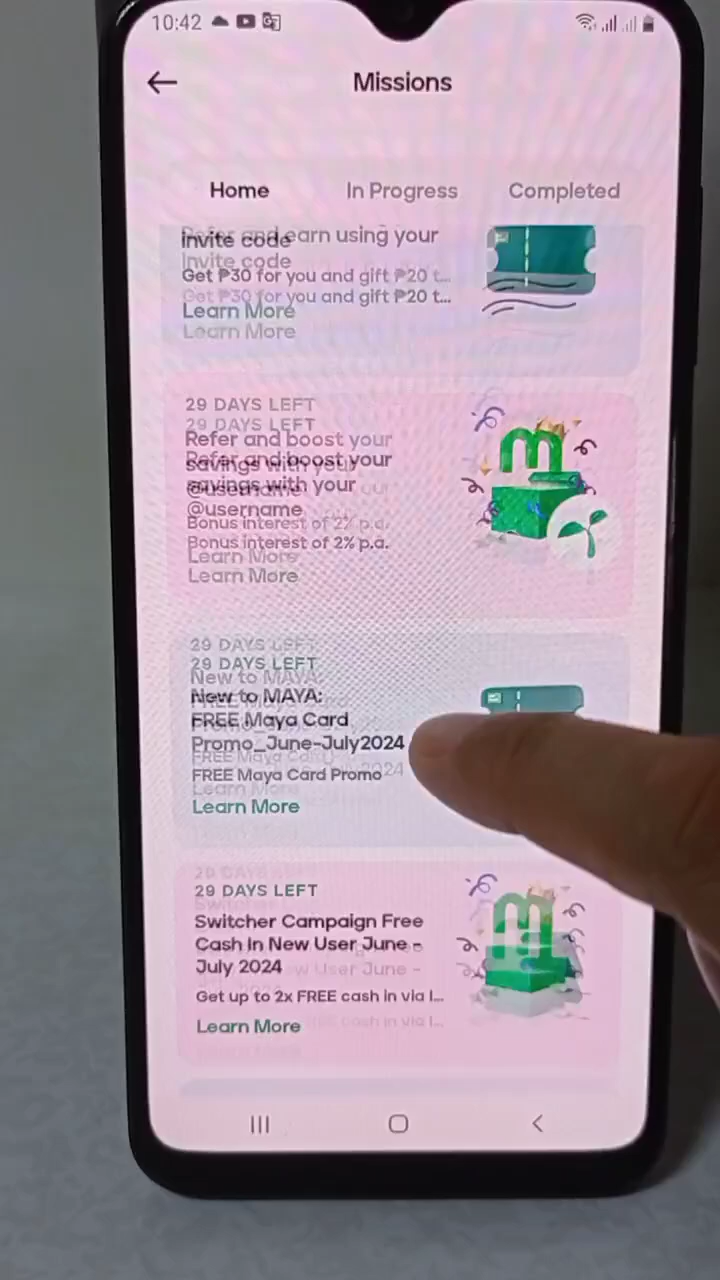 10:42
Missions
Home In Progress Completed
Refer and earn using your
invite code
Get ₱30 for you and gift ₱20 t...
Learn More
29 DAYS LEFT
Refer and boost your
savings with your
@username
Bonus interest of 2% p.a.
Learn More
29 DAYS LEFT
New to MAYA:
FREE Maya Card
Promo_June-July2024
FREE Maya Card Promo
Learn More
29 DAYS LEFT
Switcher Campaign Free
Cash In New User June -
July 2024
Get up to 2x FREE cash in via I...
Learn More